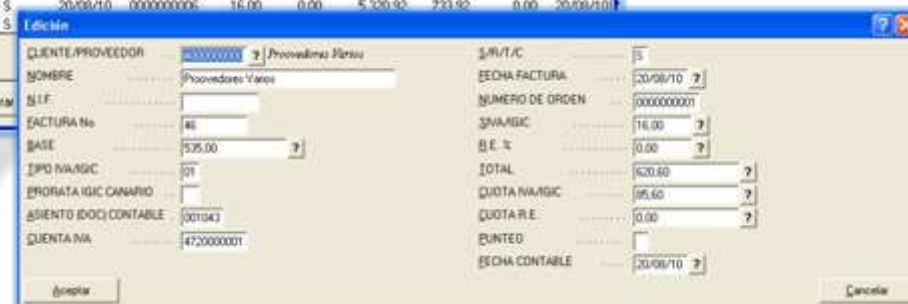 S 20/08/10 0000000006 16.00 0.00 5.320,92 733,92 0.00 20/08/10
S
Edición
CLIENTE/PROVEEDOR ? Proovedores Varios
NOMBRE Proovedores Varios
N.I.F.
FACTURA No 46
BASE 535,00 ?
TIPO IVA/IGIC 01
PRORATA IGIC CANARIO
ASIENTO (DOC) CONTABLE 001043
CUENTA IVA 4720000001
S/R/T/C S
FECHA FACTURA 20/08/10 ?
NUMERO DE ORDEN 0000000001
%IVA/IGIC 16,00 ?
R.E. % 0,00 ?
TOTAL 620,60 ?
CUOTA IVA/IGIC 85,60 ?
CUOTA R.E 0,00 ?
PUNTEO
FECHA CONTABLE 20/08/10 ?
Aceptar
Cancelar